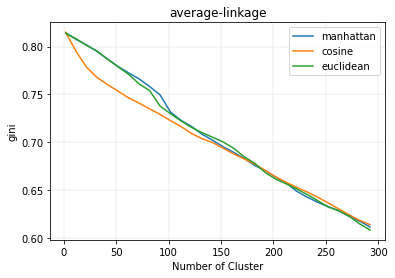 average-linkage
manhattan
cosine
euclidean
0.80
0.75
0.70
0.65
0.60
gini
0
50
100
150
200
250
300
Number of Cluster